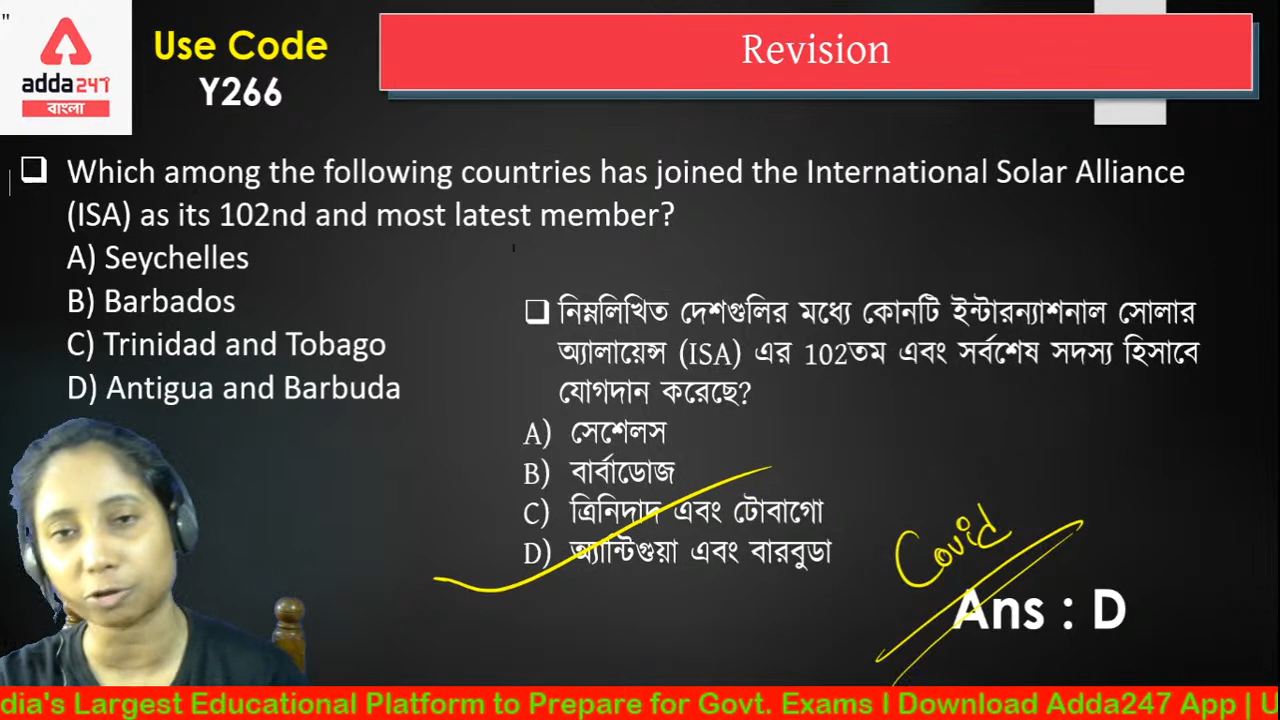 "
adda247
বাংলা
Use Code
Y266
Revision
Which among the following countries has joined the International Solar Alliance
(ISA) as its 102nd and most latest member?
A) Seychelles
B) Barbados
C) Trinidad and Tobago
D) Antigua and Barbuda
নিম্নলিখিত দেশগুলির মধ্যে কোনটি ইন্টারন্যাশনাল সোলার
অ্যালায়েন্স (ISA) এর 102তম এবং সর্বশেষ সদস্য হিসাবে
যোগদান করেছে?
A) সেশেলস
B) বার্বাডোজ
C) ত্রিনিদাদ এবং টোবাগো
D) অ্যান্টিগুয়া এবং বারবুডা
Covid
Ans : D
dia's Largest Educational Platform to Prepare for Govt. Exams I Download Adda247 App | U